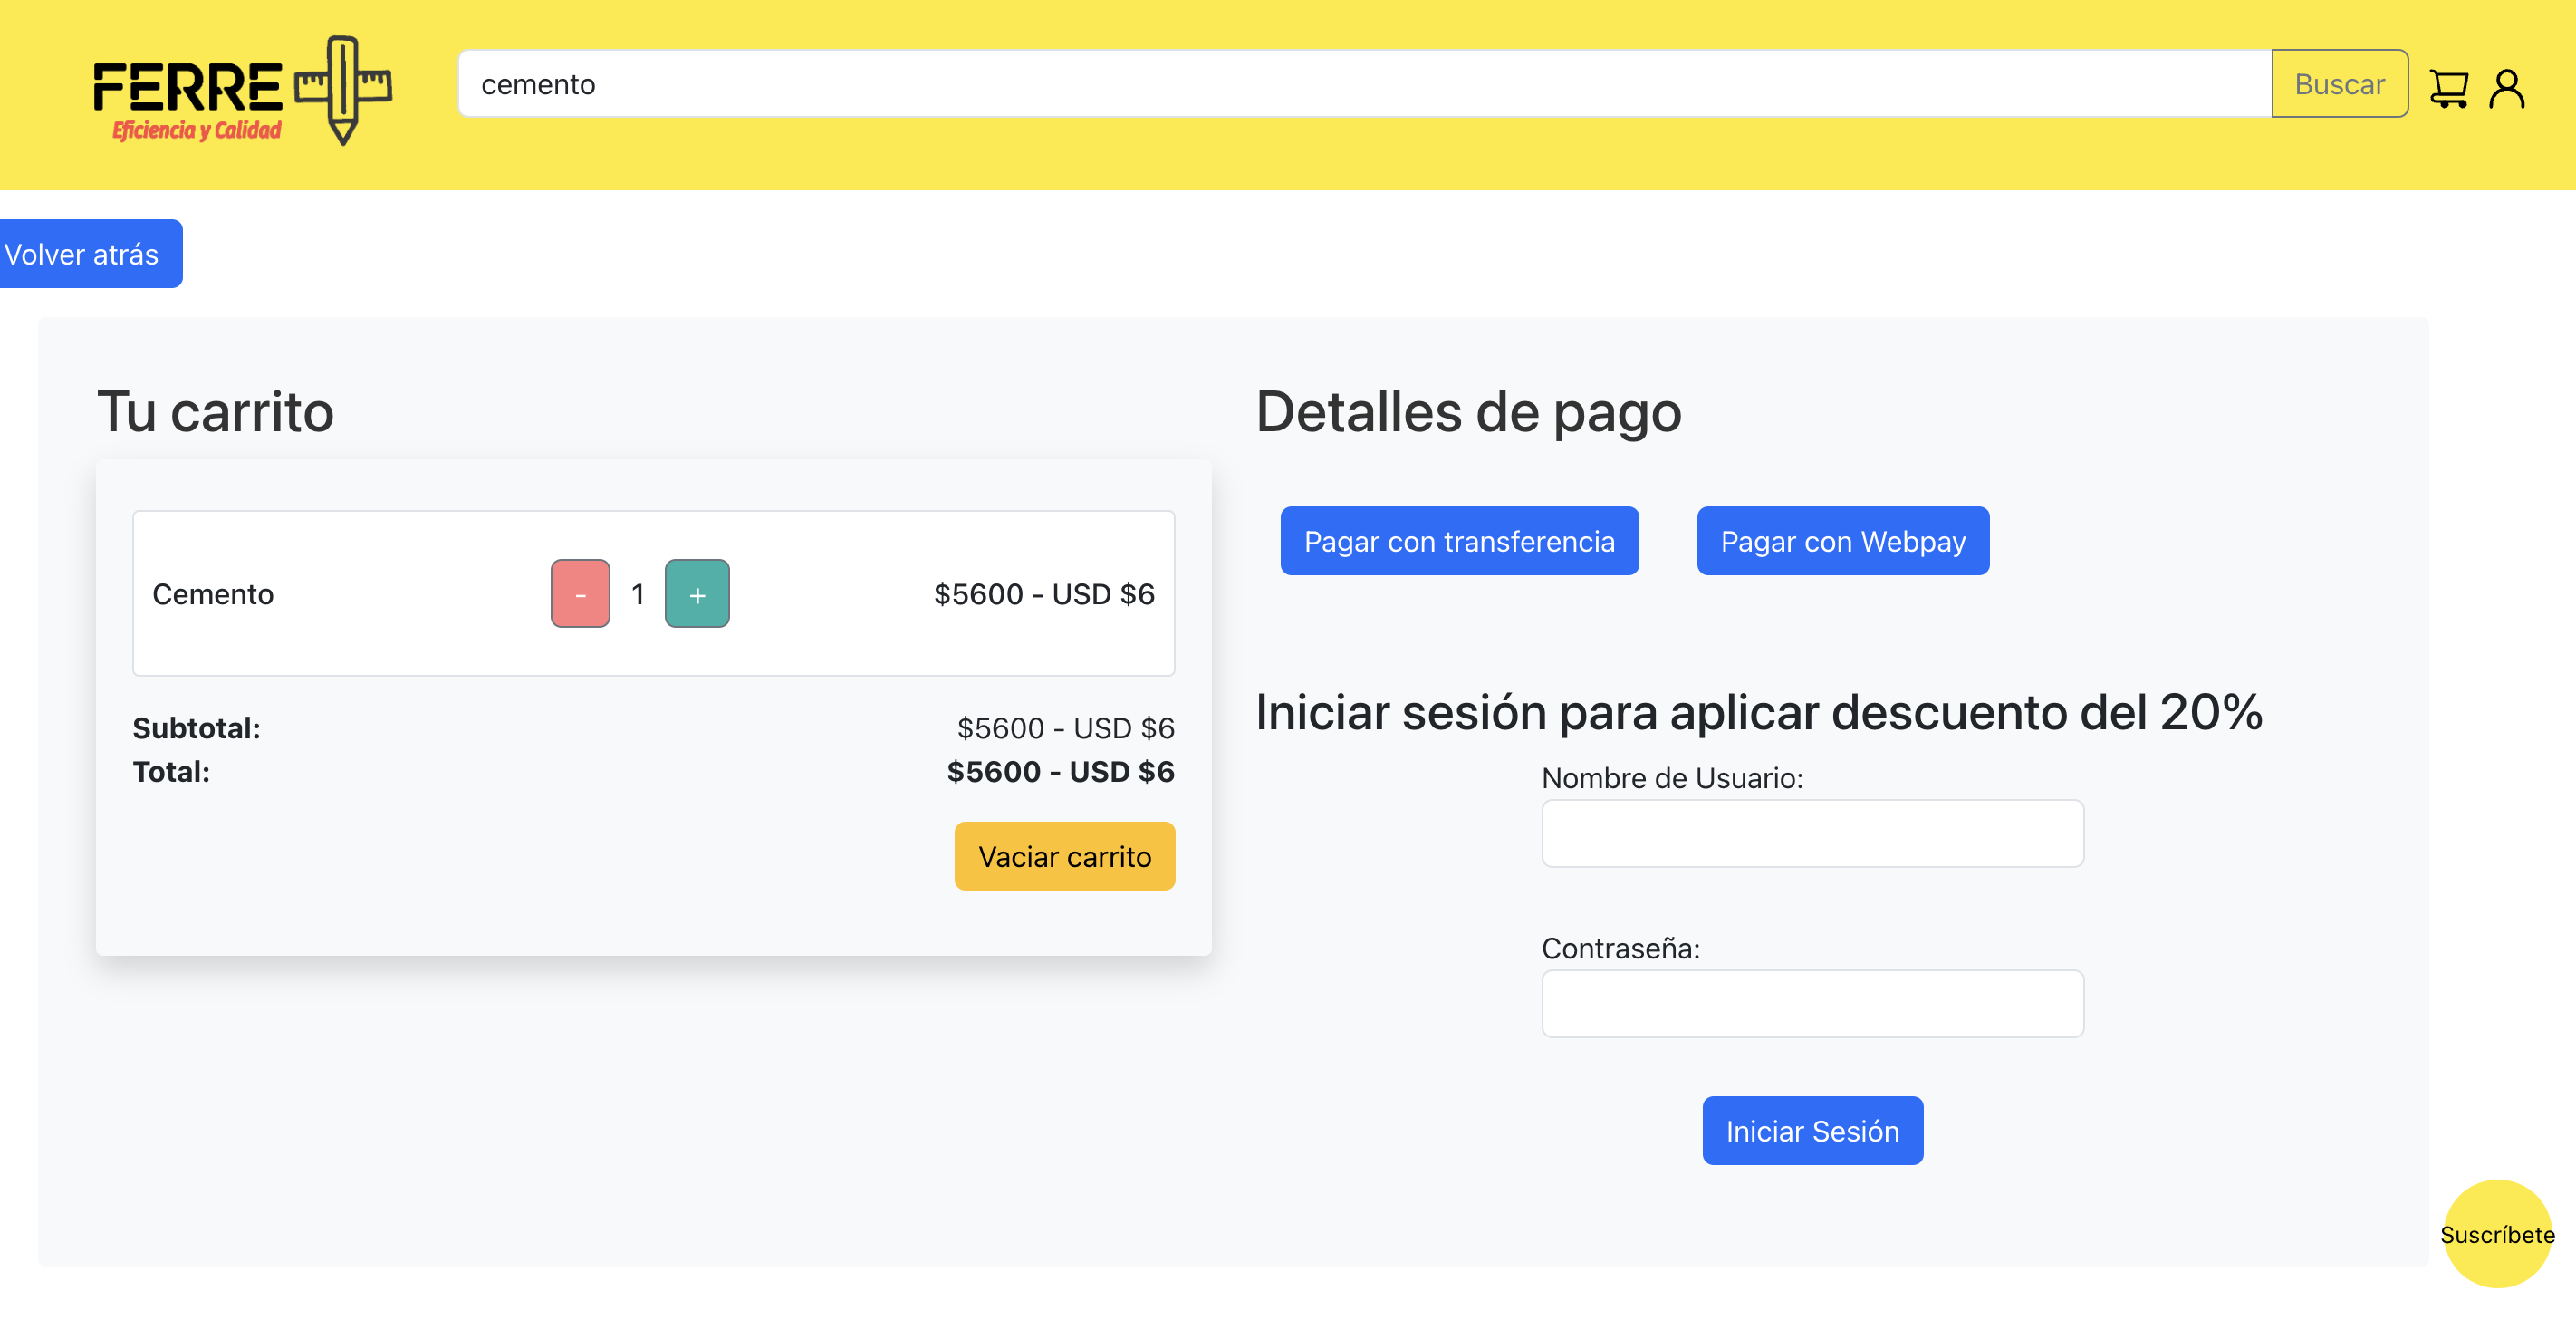 FERRE
Eficiencia y Calidad
cemento
Buscar
Volver atrás
Tu carrito
Cemento
-
1
+
$5600 - USD $6
Subtotal:
$5600 - USD $6
Total:
$5600 - USD $6
Vaciar carrito
Detalles de pago
Pagar con transferencia
Pagar con Webpay
Iniciar sesión para aplicar descuento del 20%
Nombre de Usuario:
Contraseña:
Iniciar Sesión
Suscríbete